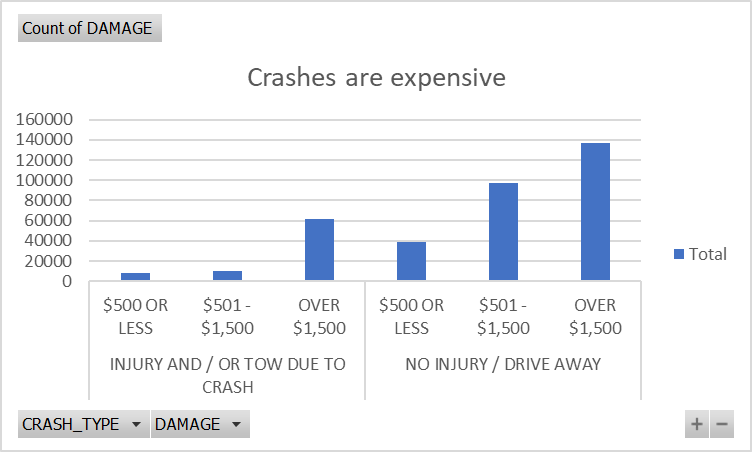 Count of DAMAGE
Crashes are expensive
160000
140000
120000
100000
80000
60000
40000
20000
0
Total
$500 OR
LESS
$501 -
$1,500
OVER
$1,500
$500 OR
LESS
$501 -
$1,500
OVER
$1,500
INJURY AND / OR TOW DUE TO
CRASH
NO INJURY / DRIVE AWAY
CRASH_TYPE
DAMAGE